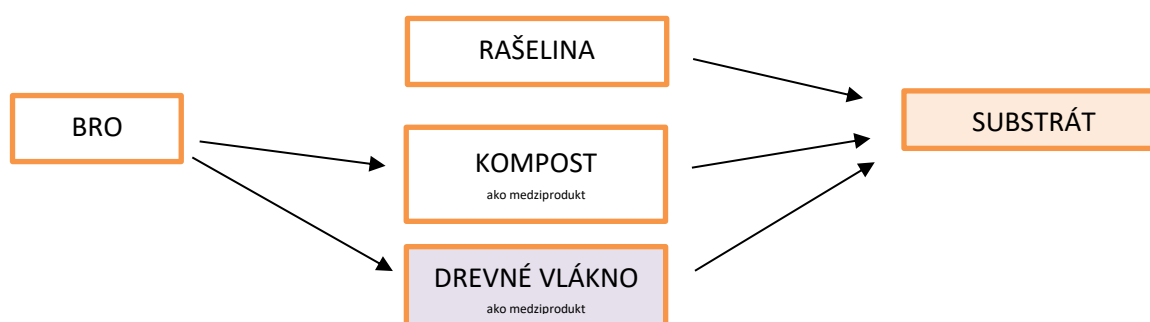 RAŠELINA
BRO
SUBSTRÁT
KOMPOST
ako medziprodukt
DREVNÉ VLÁKNO
ako medziprodukt